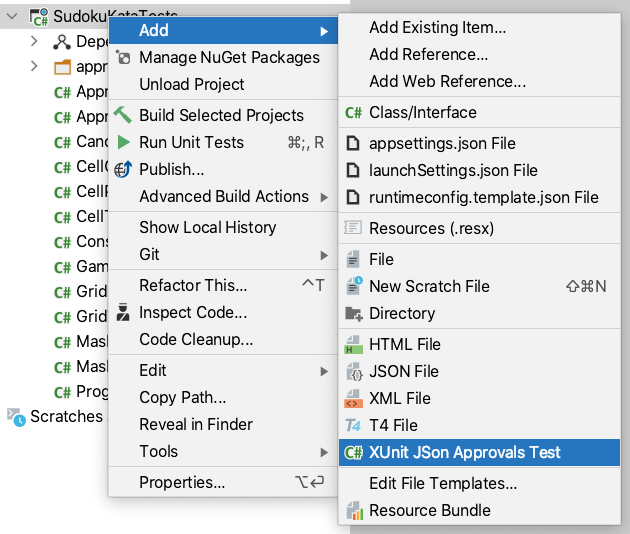 SudokuKataTests
Depe
appr
C# Appr
C# Appr
C# Cand
C# CellC
C# CellP
C# CellT
C# Cons
C# Gam
C# Grid
C# Grid
C# Mask
C# Mask
C# Prog
Scratches
Add
Manage NuGet Packages
Unload Project
Build Selected Projects
Run Unit Tests ⌘;, R
Publish...
Advanced Build Actions
Show Local History
Git
Refactor This... ^T
Inspect Code...
Code Cleanup...
Edit
Copy Path...
Reveal in Finder
Tools
Properties... ⌥⏎
Add Existing Item...
Add Reference...
Add Web Reference...
C# Class/Interface
appsettings.json File
launchSettings.json File
runtimeconfig.template.json File
Resources (.resx)
File
New Scratch File ⇧⌘N
Directory
HTML File
JSON File
XML File
T4 T4 File
C# XUnit JSon Approvals Test
Edit File Templates...
Resource Bundle